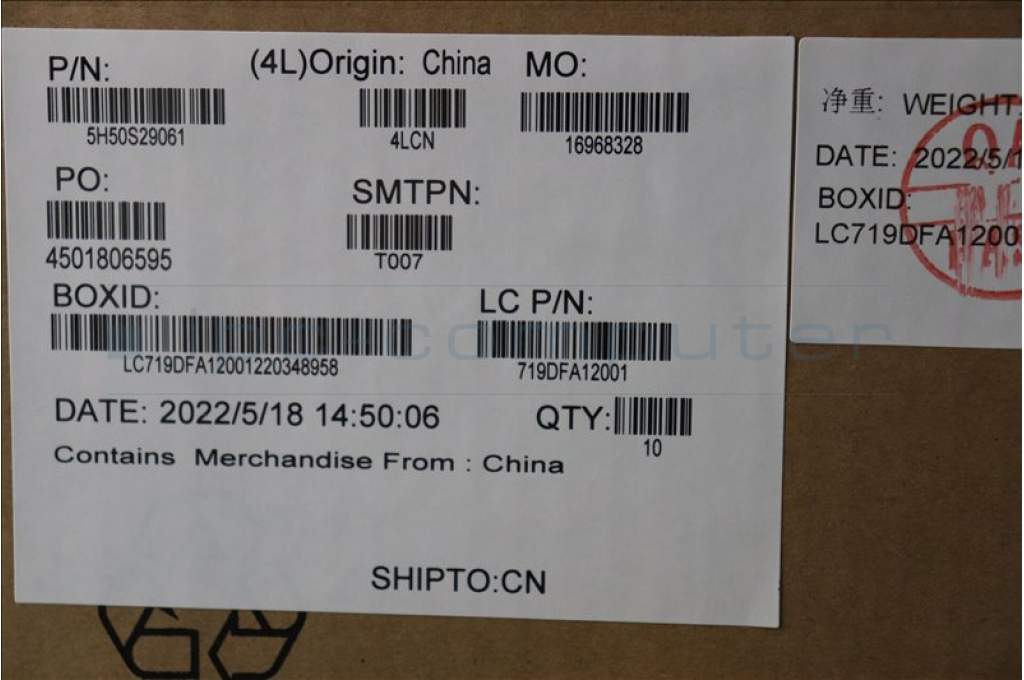 P/N: (4L)Origin: China MO:
5H50S29061 4LCN 16968328
PO: SMTPN:
4501806595 T007
BOXID: LC P/N:
LC719DFA12001220348958 719DFA12001
DATE: 2022/5/18 14:50:06 QTY:
10
Contains Merchandise From : China
SHIPTO:CN
净重: WEIGHT:
DATE: 2022/5/1
BOXID:
LC719DFA1200